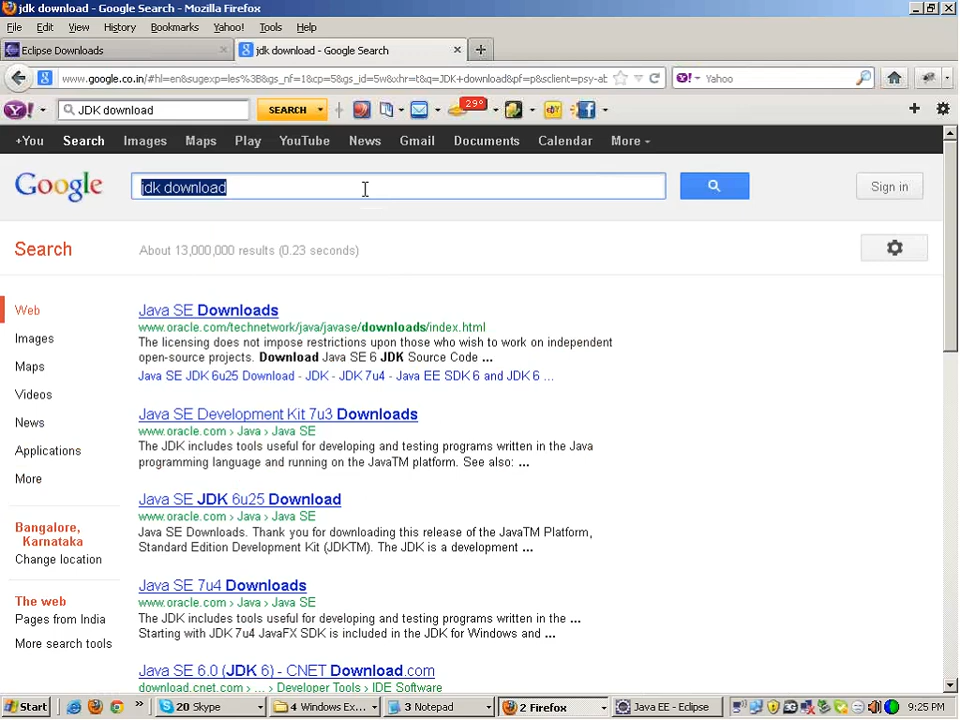 jdk download - Google Search - Mozilla Firefox
File Edit View History Bookmarks Yahoo! Tools Help
Eclipse Downloads
jdk download - Google Search
www.google.co.in/#hl=en&sugexp=les%3B&gs_nf=1&cp=5&gs_id=5w&xhr=t&q=JDK+download&pf=p&sclient=psy-ab
Yahoo
JDK download
SEARCH
29°
+You Search Images Maps Play YouTube News Gmail Documents Calendar More
Google
jdk download
Sign in
Search
About 13,000,000 results (0.23 seconds)
Web
Images
Maps
Videos
News
Applications
More
Bangalore,
Karnataka
Change location
The web
Pages from India
More search tools
Java SE Downloads
www.oracle.com/technetwork/java/javase/downloads/index.html
The licensing does not impose restrictions upon those who wish to work on independent
open-source projects. Download Java SE 6 JDK Source Code ...
Java SE JDK 6u25 Download - JDK - JDK 7u4 - Java EE SDK 6 and JDK 6 ...
Java SE Development Kit 7u3 Downloads
www.oracle.com › Java › Java SE
The JDK includes tools useful for developing and testing programs written in the Java
programming language and running on the JavaTM platform. See also: ...
Java SE JDK 6u25 Download
www.oracle.com › Java › Java SE
Java SE Downloads. Thank you for downloading this release of the JavaTM Platform,
Standard Edition Development Kit (JDKTM). The JDK is a development ...
Java SE 7u4 Downloads
www.oracle.com › Java › Java SE
The JDK includes tools useful for developing and testing programs written in the ...
Starting with JDK 7u4 JavaFX SDK is included in the JDK for Windows and ...
Java SE 6.0 (JDK 6) - CNET Download.com
download.cnet.com › ... › Developer Tools › IDE Software
Start
20 Skype
4 Windows Ex...
3 Notepad
2 Firefox
Java EE - Eclipse
9:25 PM